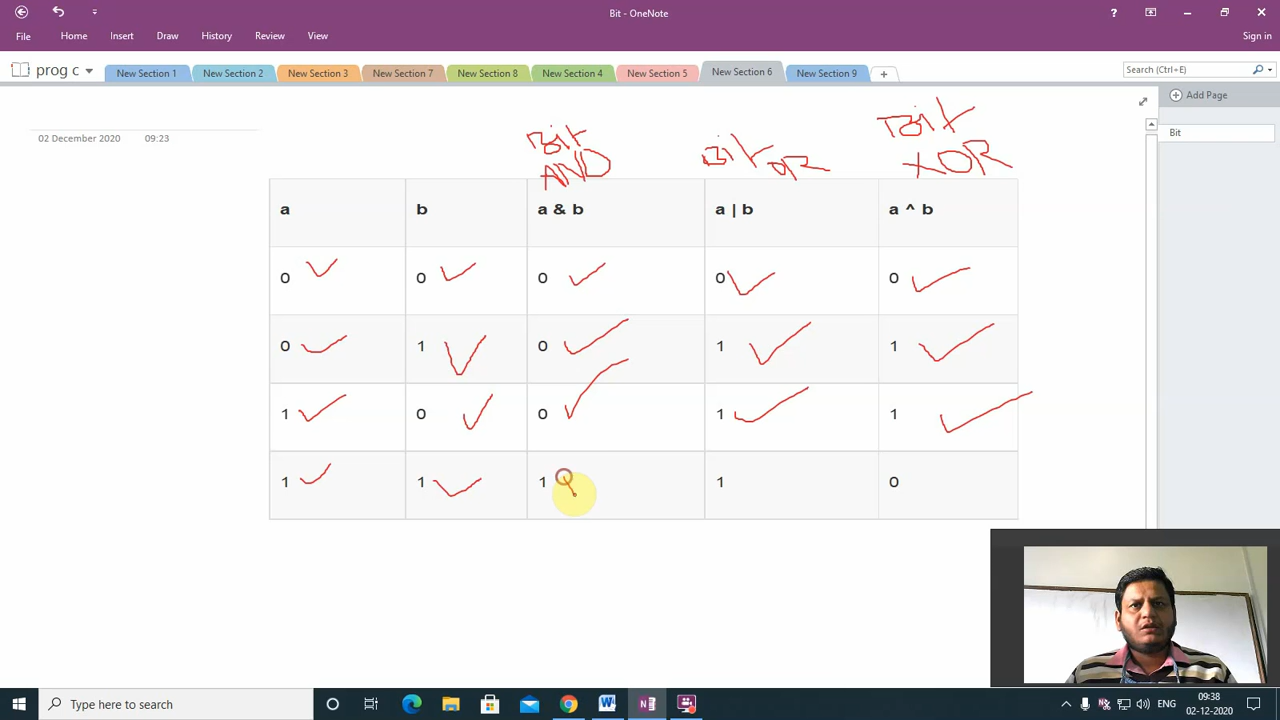 Bit - OneNote
?
File Home Insert Draw History Review View
Sign in
prog c
New Section 1 New Section 2 New Section 3 New Section 7 New Section 8 New Section 4 New Section 5 New Section 6 New Section 9 +
Search (Ctrl+E)
Add Page
Bit
02 December 2020 09:23
Bit
AND
Bit OR
Bit
XOR
a b a & b a | b a ^ b
0 0 0 0 0
0 1 0 1 1
1 0 0 1 1
1 1 1 1 0
Type here to search
ENG
09:38
02-12-2020